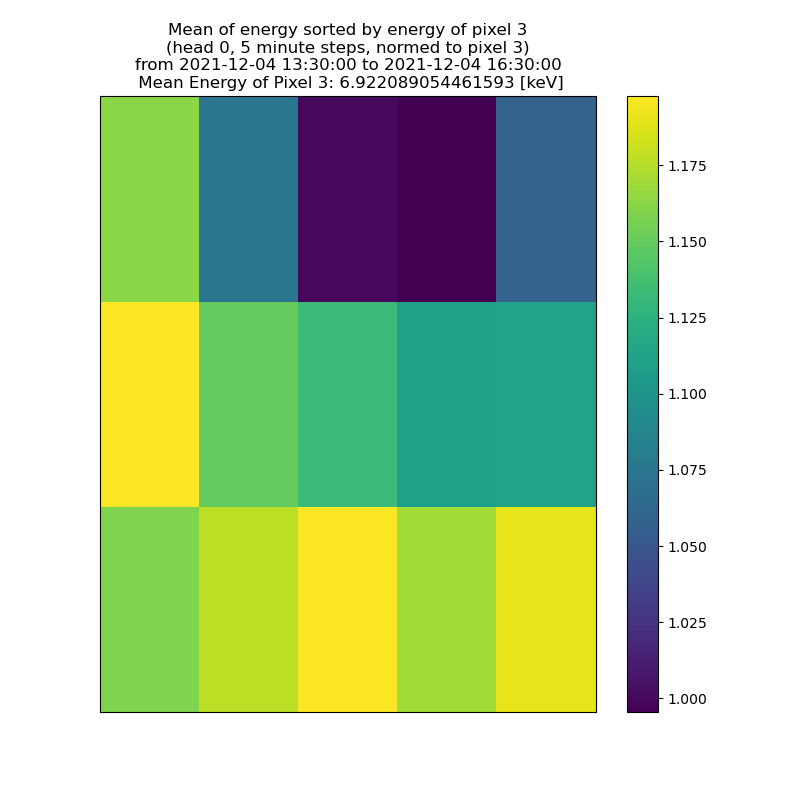 Mean of energy sorted by energy of pixel 3
(head 0, 5 minute steps, normed to pixel 3)
from 2021-12-04 13:30:00 to 2021-12-04 16:30:00
Mean Energy of Pixel 3: 6.922089054461593 [keV]
1.175
1.150
1.125
1.100
1.075
1.050
1.025
1.000